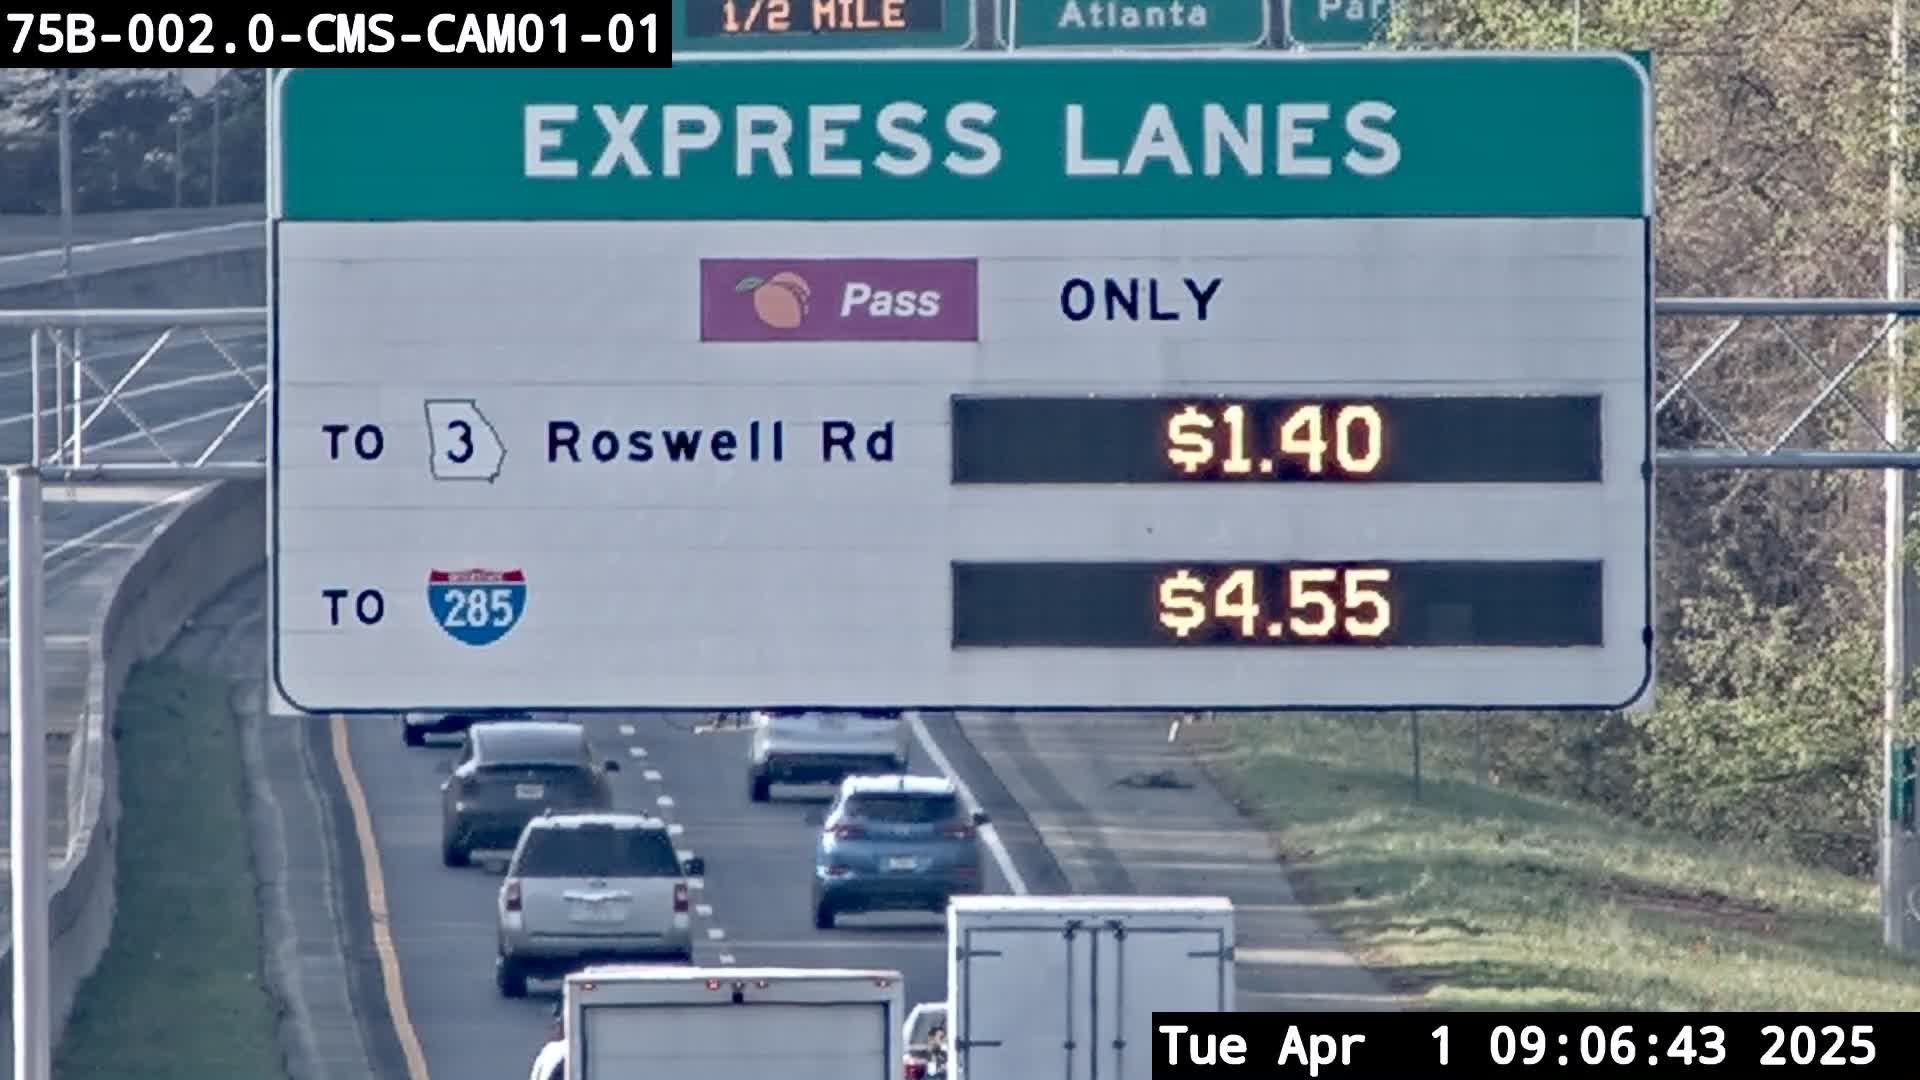 75B-002.0-CMS-CAM01-01
1/2 MILE
Atlanta
EXPRESS LANES
Pass ONLY
TO 3 Roswell Rd $1.40
TO 285 $4.55
Tue Apr 1 09:06:43 2025